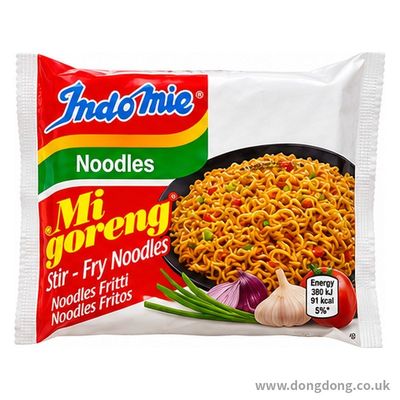 Indomie®
Noodles
Mi
goreng®
Stir - Fry Noodles
Noodles Fritti
Noodles Fritos
Energy
380 kJ
91 kcal
5%*
www.dongdong.co.uk